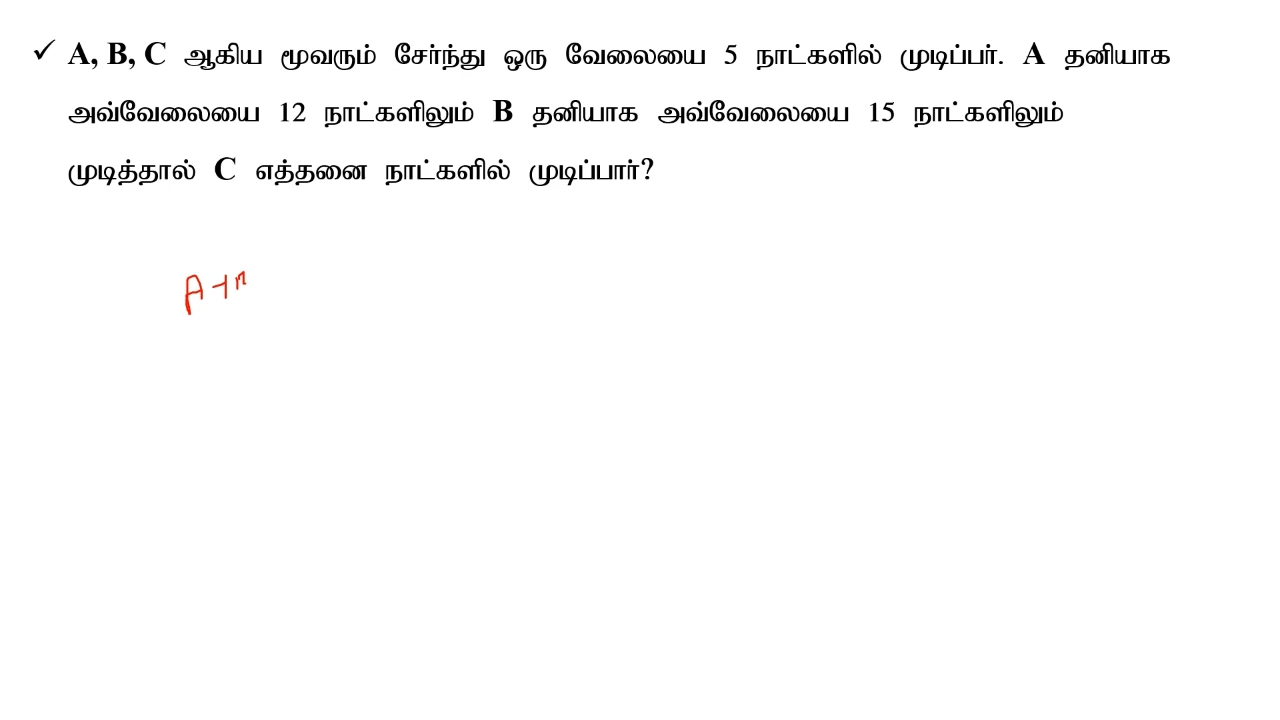 ✓ A, B, C ஆகிய மூவரும் சேர்ந்து ஒரு வேலையை 5 நாட்களில் முடிப்பர். A தனியாக
அவ்வேலையை 12 நாட்களிலும் B தனியாக அவ்வேலையை 15 நாட்களிலும்
முடித்தால் C எத்தனை நாட்களில் முடிப்பார்?
A+